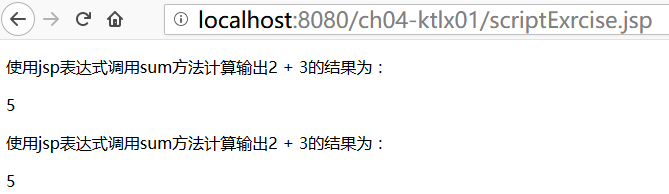 localhost:8080/ch04-ktlx01/scriptExrcise.jsp
使用jsp表达式调用sum方法计算输出2 + 3的结果为：
5
使用jsp表达式调用sum方法计算输出2 + 3的结果为：
5